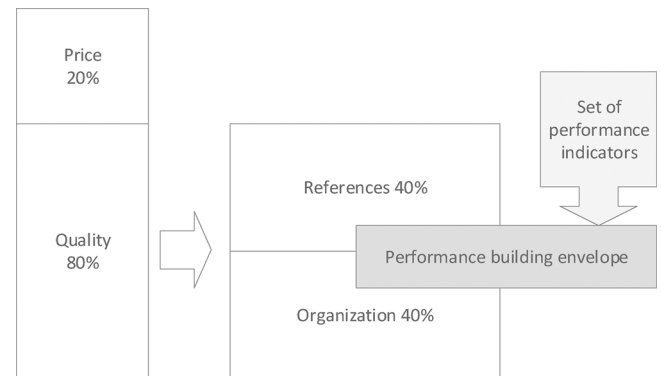 Price
20%
Quality
80%
References 40%
Organization 40%
Set of
performance
indicators
Performance building envelope